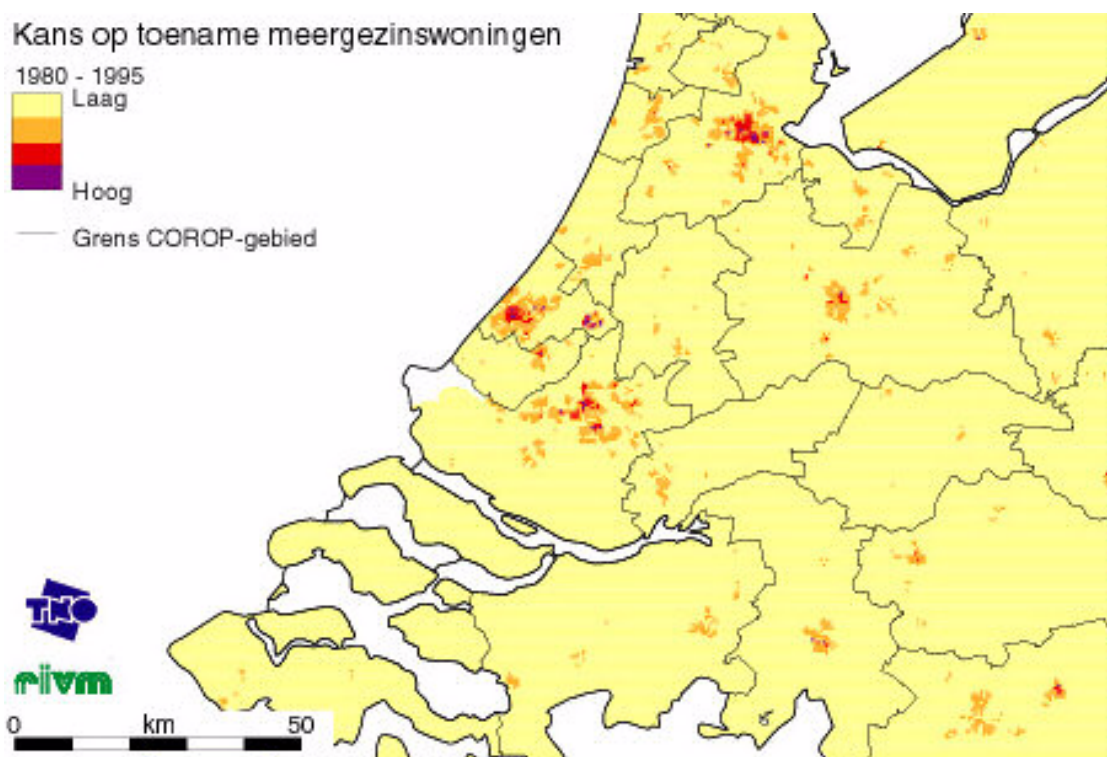 Kans op toename meergezinswoningen
1980 - 1995
Laag
Hoog
Grens COROP-gebied
TNO
rivm
0 km 50